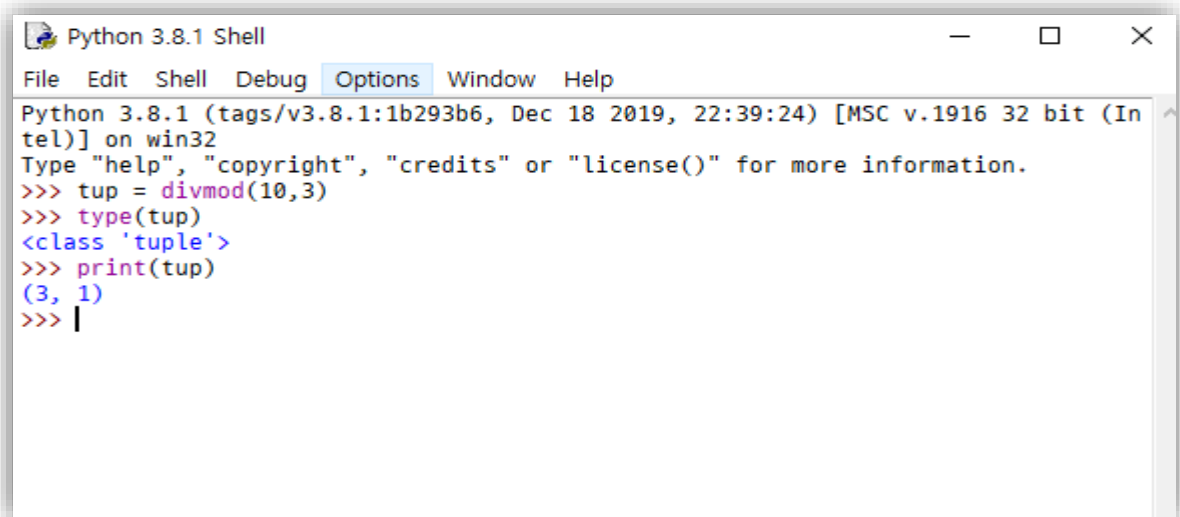 Python 3.8.1 Shell
File Edit Shell Debug Options Window Help
Python 3.8.1 (tags/v3.8.1:1b293b6, Dec 18 2019, 22:39:24) [MSC v.1916 32 bit (In
tel)] on win32
Type "help", "copyright", "credits" or "license()" for more information.
>>> tup = divmod(10,3)
>>> type(tup)
<class 'tuple'>
>>> print(tup)
(3, 1)
>>>